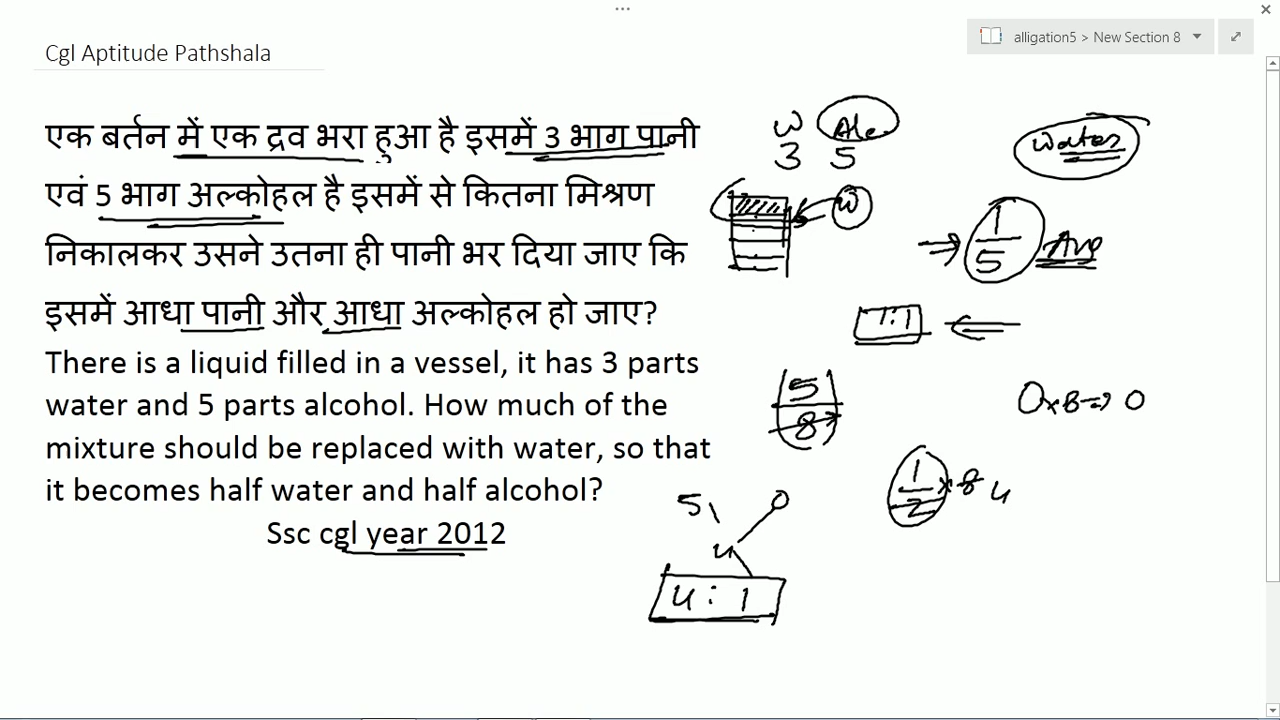 Cgl Aptitude Pathshala
alligation5 > New Section 8
एक बर्तन में एक द्रव भरा हुआ है इसमें 3 भाग पानी
एवं 5 भाग अल्कोहल है इसमें से कितना मिश्रण
निकालकर उसने उतना ही पानी भर दिया जाए कि
इसमें आधा पानी और आधा अल्कोहल हो जाए?
There is a liquid filled in a vessel, it has 3 parts
water and 5 parts alcohol. How much of the
mixture should be replaced with water, so that
it becomes half water and half alcohol?
Ssc cgl year 2012
W Alc.
3 5
W
water
1/5
1:1
5/8
0×8⇒0
1/2 ×8 4
5 0
4
4 : 1